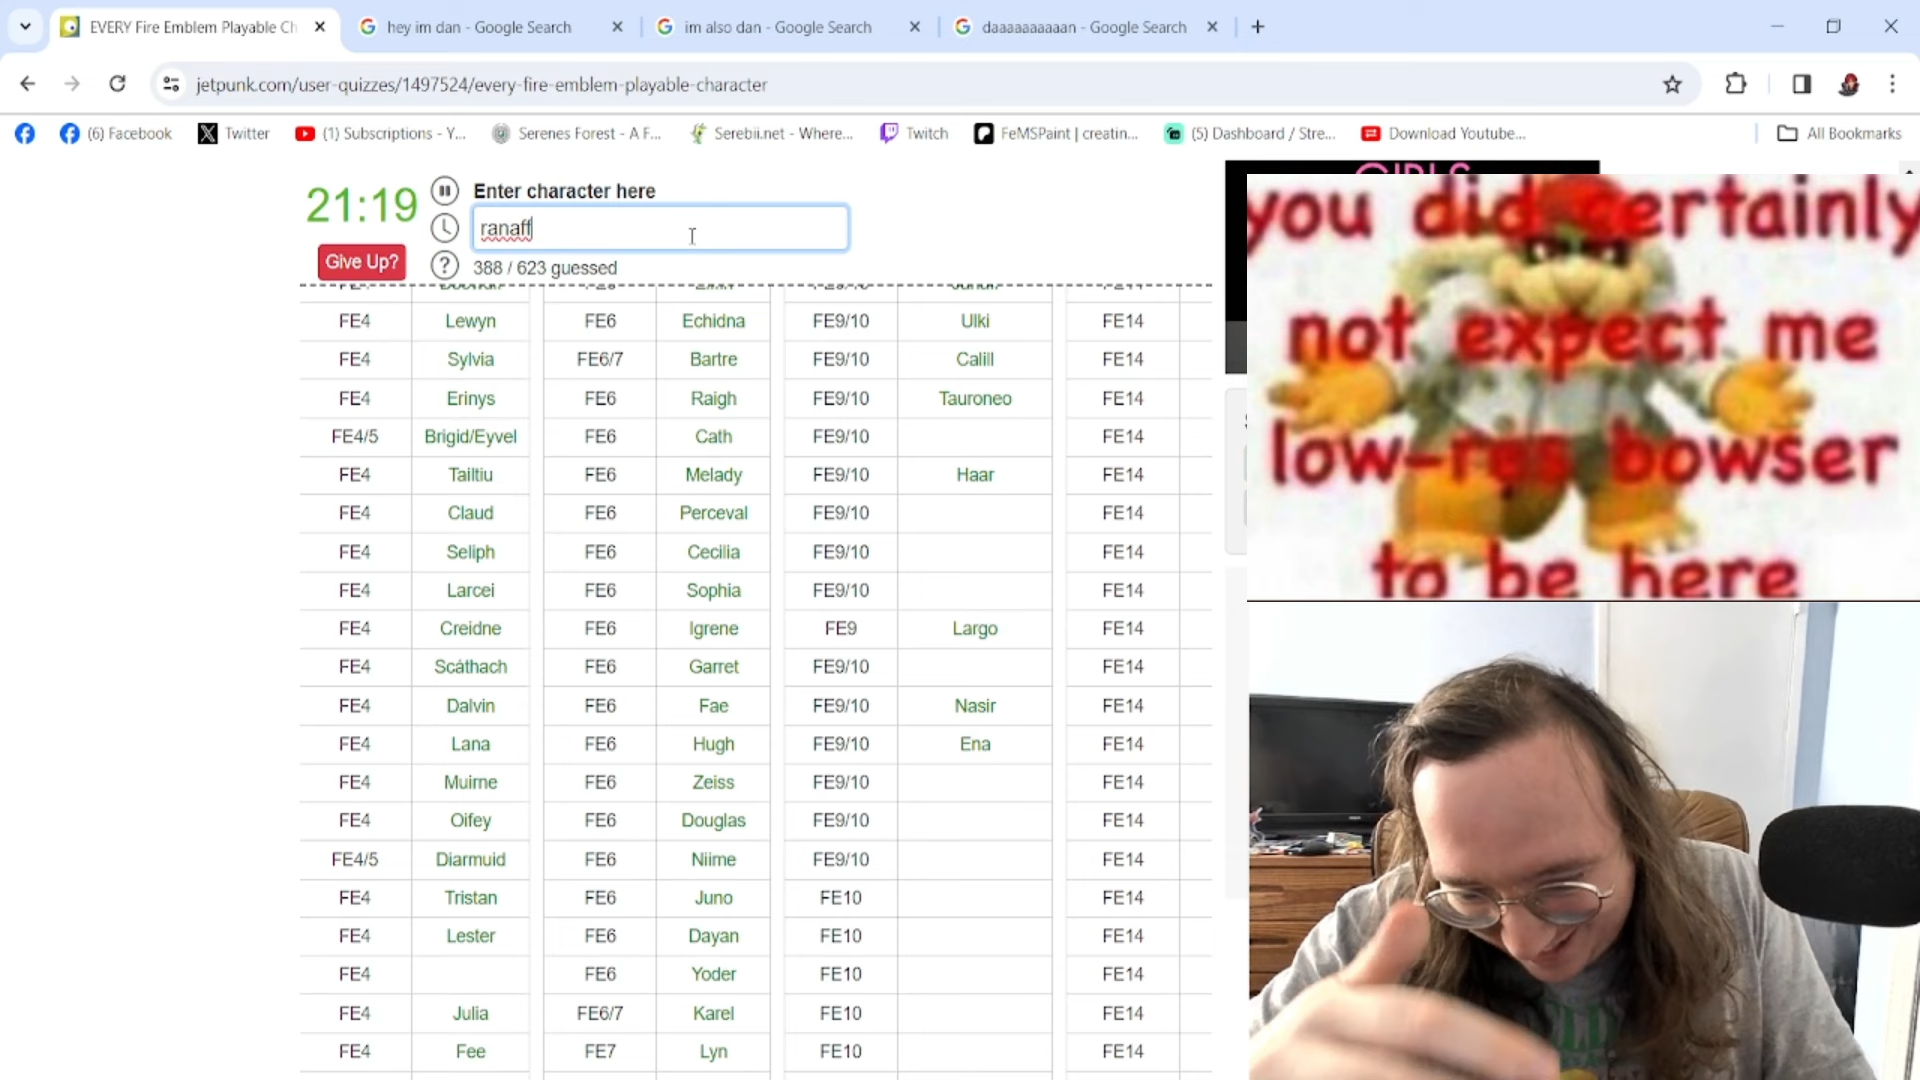 EVERY Fire Emblem Playable Ch
hey im dan - Google Search
im also dan - Google Search
daaaaaaaaaan - Google Search
jetpunk.com/user-quizzes/1497524/every-fire-emblem-playable-character
(6) Facebook
Twitter
(1) Subscriptions - Y...
Serenes Forest - A F...
Serebii.net - Where...
Twitch
FeMSPaint | creatin...
(5) Dashboard / Stre...
Download Youtube...
All Bookmarks
21:19
Give Up?
Enter character here
ranaff
388 / 623 guessed
FE4 Lewyn FE6 Echidna FE9/10 Ulki FE14
FE4 Sylvia FE6/7 Bartre FE9/10 Calill FE14
FE4 Erinys FE6 Raigh FE9/10 Tauroneo FE14
FE4/5 Brigid/Eyvel FE6 Cath FE9/10 FE14
FE4 Tailtiu FE6 Melady FE9/10 Haar FE14
FE4 Claud FE6 Perceval FE9/10 FE14
FE4 Seliph FE6 Cecilia FE9/10 FE14
FE4 Larcei FE6 Sophia FE9/10 FE14
FE4 Creidne FE6 Igrene FE9 Largo FE14
FE4 Scáthach FE6 Garret FE9/10 FE14
FE4 Dalvin FE6 Fae FE9/10 Nasir FE14
FE4 Lana FE6 Hugh FE9/10 Ena FE14
FE4 Muirne FE6 Zeiss FE9/10 FE14
FE4 Oifey FE6 Douglas FE9/10 FE14
FE4/5 Diarmuid FE6 Niime FE9/10 FE14
FE4 Tristan FE6 Juno FE10 FE14
FE4 Lester FE6 Dayan FE10 FE14
FE4 FE6 Yoder FE10 FE14
FE4 Julia FE6/7 Karel FE10 FE14
FE4 Fee FE7 Lyn FE10 FE14
you did certainly
not expect me
low-res bowser
to be here